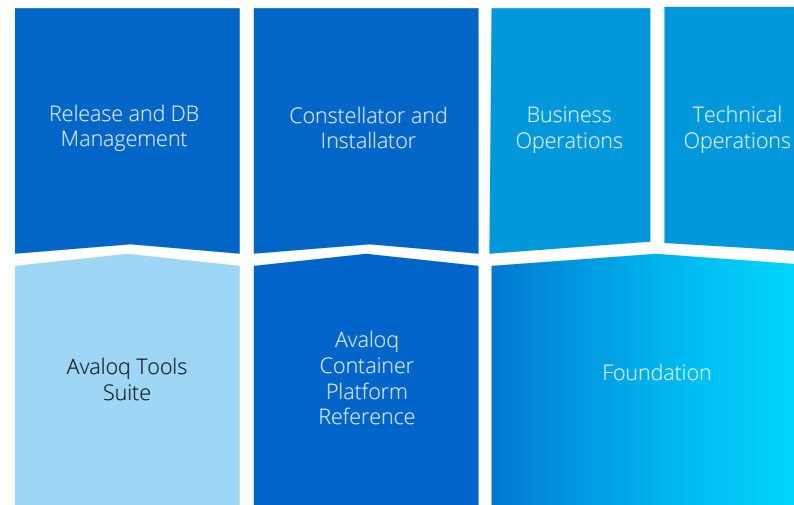 Release and DB
Management
Constellator and
Installator
Business
Operations
Technical
Operations
Avaloq Tools
Suite
Avaloq
Container
Platform
Reference
Foundation